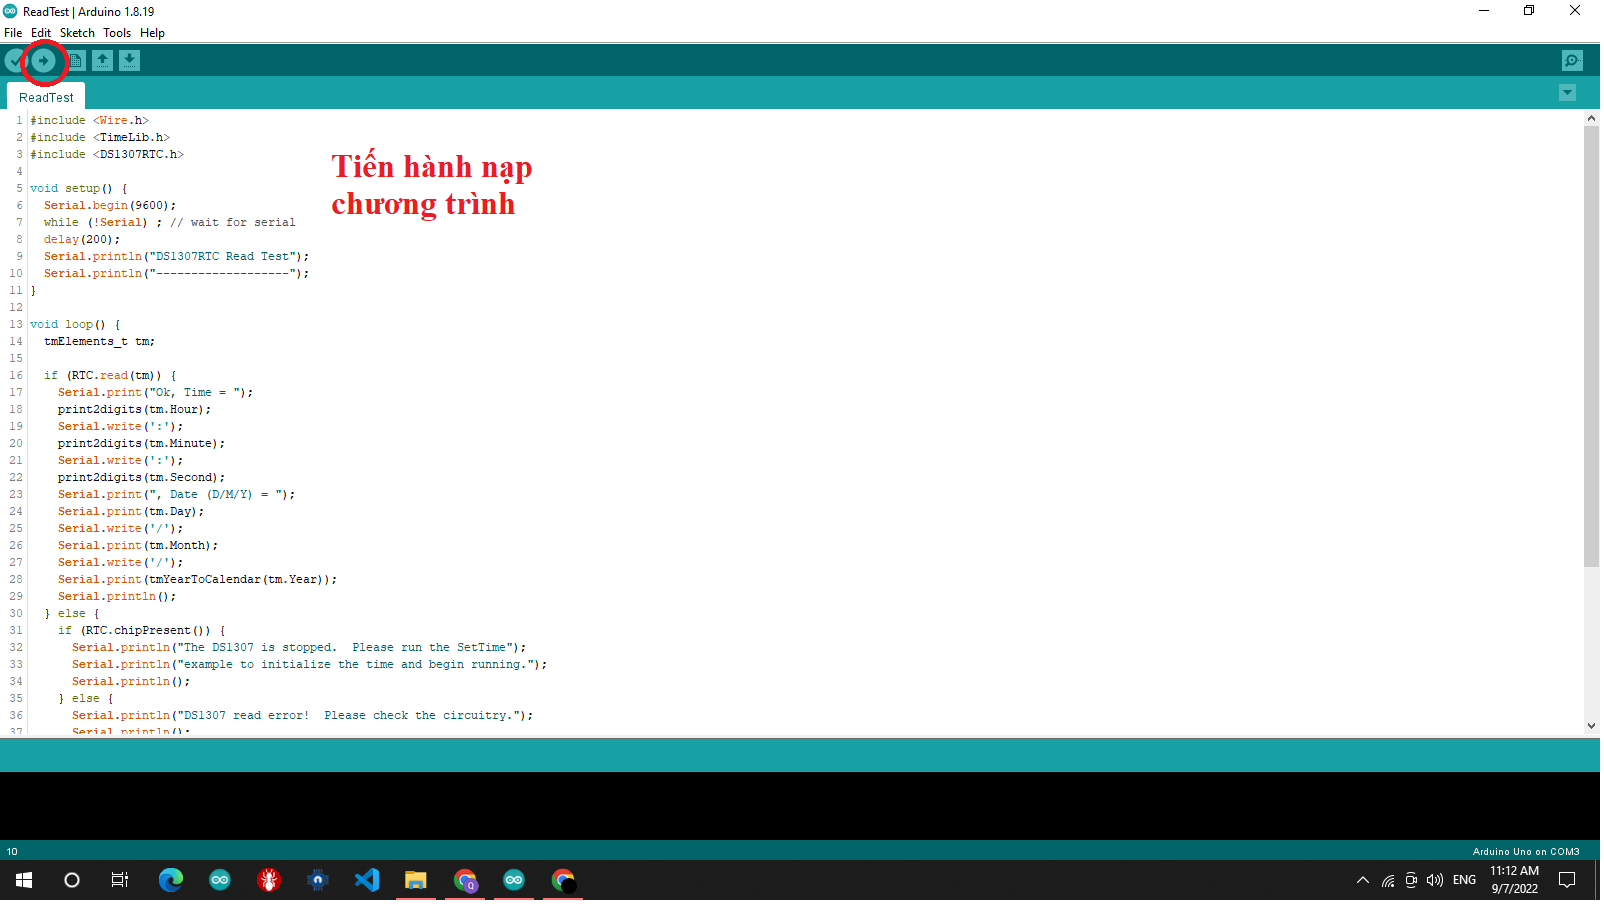 ReadTest | Arduino 1.8.19
File Edit Sketch Tools Help
ReadTest
1 #include <Wire.h>
2 #include <TimeLib.h>
3 #include <DS1307RTC.h>
4
5 void setup() {
6 Serial.begin(9600);
7 while (!Serial) ; // wait for serial
8 delay(200);
9 Serial.println("DS1307RTC Read Test");
10 Serial.println("-------------------");
11 }
12
13 void loop() {
14 tmElements_t tm;
15
16 if (RTC.read(tm)) {
17 Serial.print("Ok, Time = ");
18 print2digits(tm.Hour);
19 Serial.write(':');
20 print2digits(tm.Minute);
21 Serial.write(':');
22 print2digits(tm.Second);
23 Serial.print(", Date (D/M/Y) = ");
24 Serial.print(tm.Day);
25 Serial.write('/');
26 Serial.print(tm.Month);
27 Serial.write('/');
28 Serial.print(tmYearToCalendar(tm.Year));
29 Serial.println();
30 } else {
31 if (RTC.chipPresent()) {
32 Serial.println("The DS1307 is stopped.  Please run the SetTime");
33 Serial.println("example to initialize the time and begin running.");
34 Serial.println();
35 } else {
36 Serial.println("DS1307 read error!  Please check the circuitry.");
37 Serial.println();
Tiến hành nạp
chương trình
10
Arduino Uno on COM3
Q
ENG
11:12 AM
9/7/2022